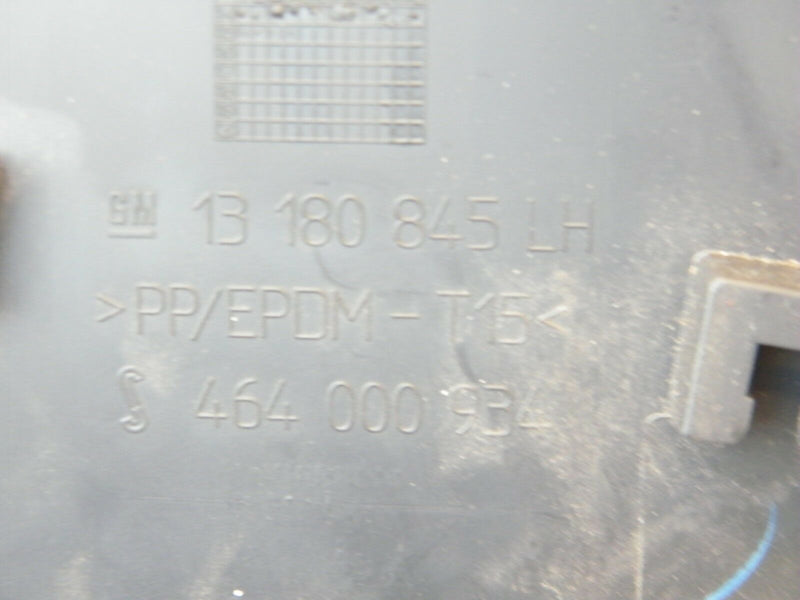 GM 13 180 845 LH
>PP/EPDM-T15<
464 000 934